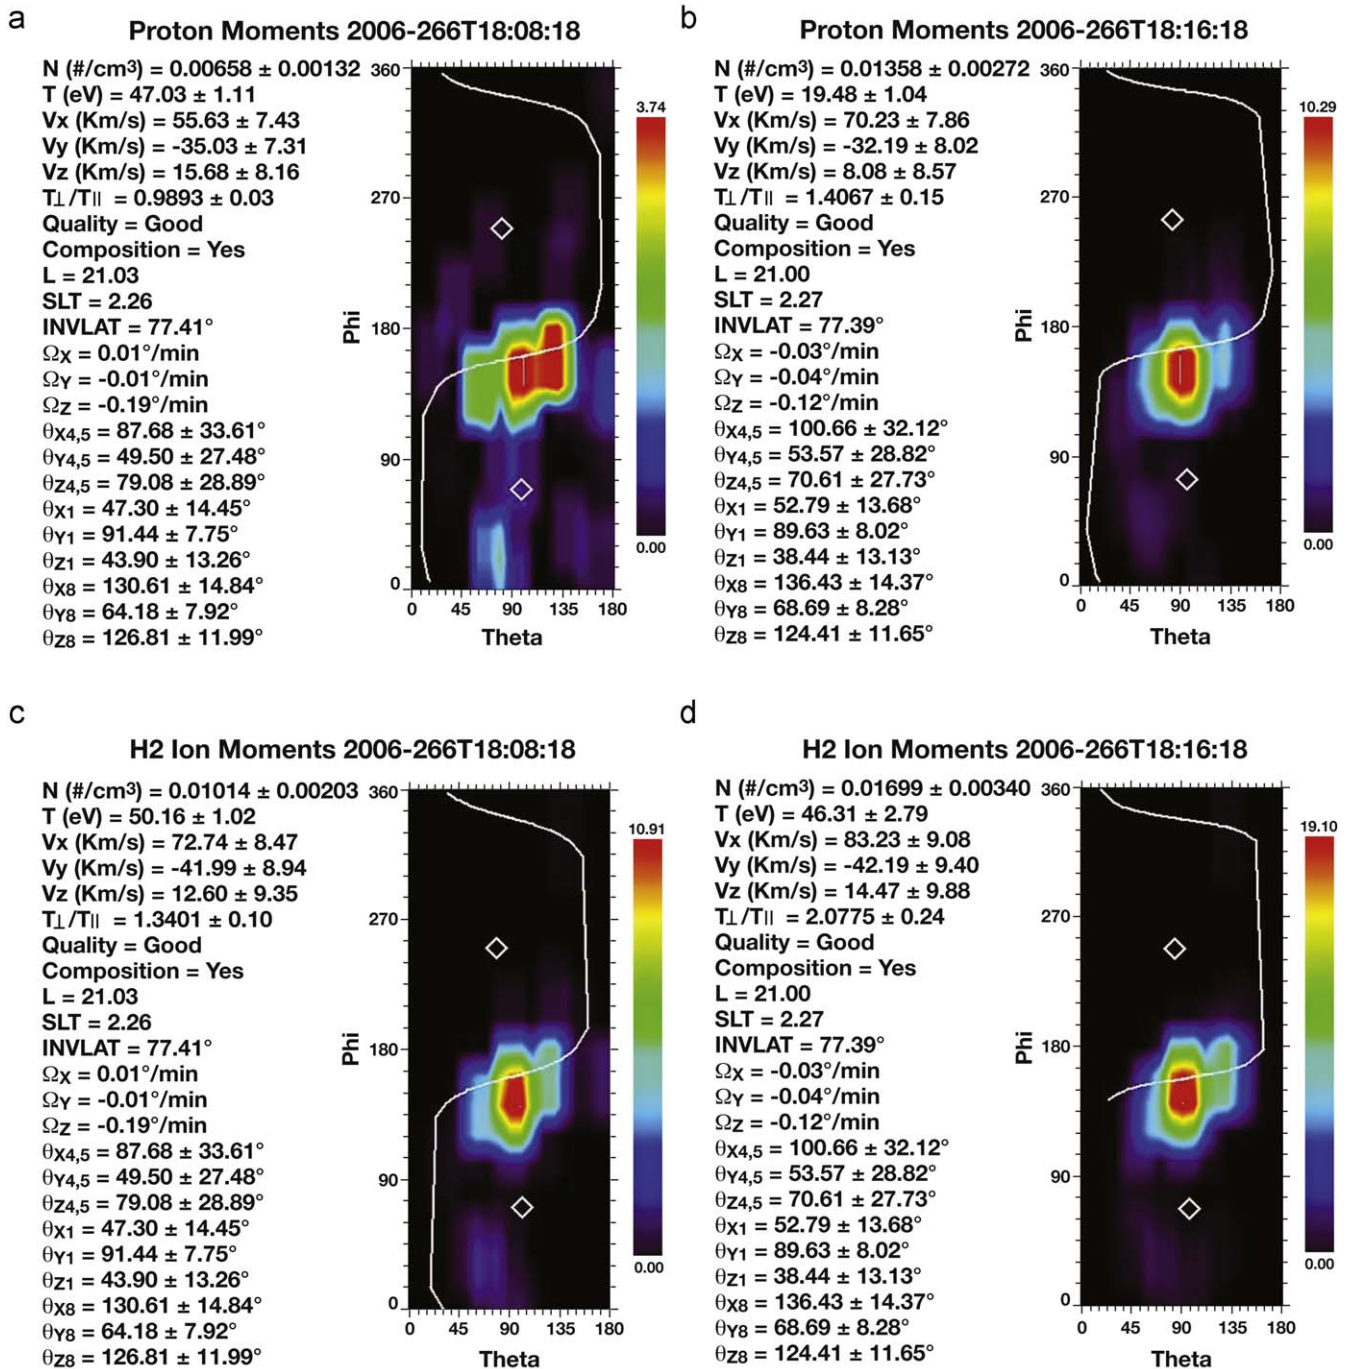 a
Proton Moments 2006-266T18:08:18
N (#/cm3) = 0.00658 ± 0.00132
T (eV) = 47.03 ± 1.11
Vx (Km/s) = 55.63 ± 7.43
Vy (Km/s) = -35.03 ± 7.31
Vz (Km/s) = 15.68 ± 8.16
T⊥/T|| = 0.9893 ± 0.03
Quality = Good
Composition = Yes
L = 21.03
SLT = 2.26
INVLAT = 77.41°
ΩX = 0.01°/min
ΩY = -0.01°/min
ΩZ = -0.19°/min
θX4,5 = 87.68 ± 33.61°
θY4,5 = 49.50 ± 27.48°
θZ4,5 = 79.08 ± 28.89°
θX1 = 47.30 ± 14.45°
θY1 = 91.44 ± 7.75°
θZ1 = 43.90 ± 13.26°
θX8 = 130.61 ± 14.84°
θY8 = 64.18 ± 7.92°
θZ8 = 126.81 ± 11.99°
360
270
180
90
0
Phi
0 45 90 135 180
Theta
3.74
0.00
b
Proton Moments 2006-266T18:16:18
N (#/cm3) = 0.01358 ± 0.00272
T (eV) = 19.48 ± 1.04
Vx (Km/s) = 70.23 ± 7.86
Vy (Km/s) = -32.19 ± 8.02
Vz (Km/s) = 8.08 ± 8.57
T⊥/T|| = 1.4067 ± 0.15
Quality = Good
Composition = Yes
L = 21.00
SLT = 2.27
INVLAT = 77.39°
ΩX = -0.03°/min
ΩY = -0.04°/min
ΩZ = -0.12°/min
θX4,5 = 100.66 ± 32.12°
θY4,5 = 53.57 ± 28.82°
θZ4,5 = 70.61 ± 27.73°
θX1 = 52.79 ± 13.68°
θY1 = 89.63 ± 8.02°
θZ1 = 38.44 ± 13.13°
θX8 = 136.43 ± 14.37°
θY8 = 68.69 ± 8.28°
θZ8 = 124.41 ± 11.65°
360
270
180
90
0
Phi
0 45 90 135 180
Theta
10.29
0.00
c
H2 Ion Moments 2006-266T18:08:18
N (#/cm3) = 0.01014 ± 0.00203
T (eV) = 50.16 ± 1.02
Vx (Km/s) = 72.74 ± 8.47
Vy (Km/s) = -41.99 ± 8.94
Vz (Km/s) = 12.60 ± 9.35
T⊥/T|| = 1.3401 ± 0.10
Quality = Good
Composition = Yes
L = 21.03
SLT = 2.26
INVLAT = 77.41°
ΩX = 0.01°/min
ΩY = -0.01°/min
ΩZ = -0.19°/min
θX4,5 = 87.68 ± 33.61°
θY4,5 = 49.50 ± 27.48°
θZ4,5 = 79.08 ± 28.89°
θX1 = 47.30 ± 14.45°
θY1 = 91.44 ± 7.75°
θZ1 = 43.90 ± 13.26°
θX8 = 130.61 ± 14.84°
θY8 = 64.18 ± 7.92°
θZ8 = 126.81 ± 11.99°
360
270
180
90
0
Phi
0 45 90 135 180
Theta
10.91
0.00
d
H2 Ion Moments 2006-266T18:16:18
N (#/cm3) = 0.01699 ± 0.00340
T (eV) = 46.31 ± 2.79
Vx (Km/s) = 83.23 ± 9.08
Vy (Km/s) = -42.19 ± 9.40
Vz (Km/s) = 14.47 ± 9.88
T⊥/T|| = 2.0775 ± 0.24
Quality = Good
Composition = Yes
L = 21.00
SLT = 2.27
INVLAT = 77.39°
ΩX = -0.03°/min
ΩY = -0.04°/min
ΩZ = -0.12°/min
θX4,5 = 100.66 ± 32.12°
θY4,5 = 53.57 ± 28.82°
θZ4,5 = 70.61 ± 27.73°
θX1 = 52.79 ± 13.68°
θY1 = 89.63 ± 8.02°
θZ1 = 38.44 ± 13.13°
θX8 = 136.43 ± 14.37°
θY8 = 68.69 ± 8.28°
θZ8 = 124.41 ± 11.65°
360
270
180
90
0
Phi
0 45 90 135 180
Theta
19.10
0.00